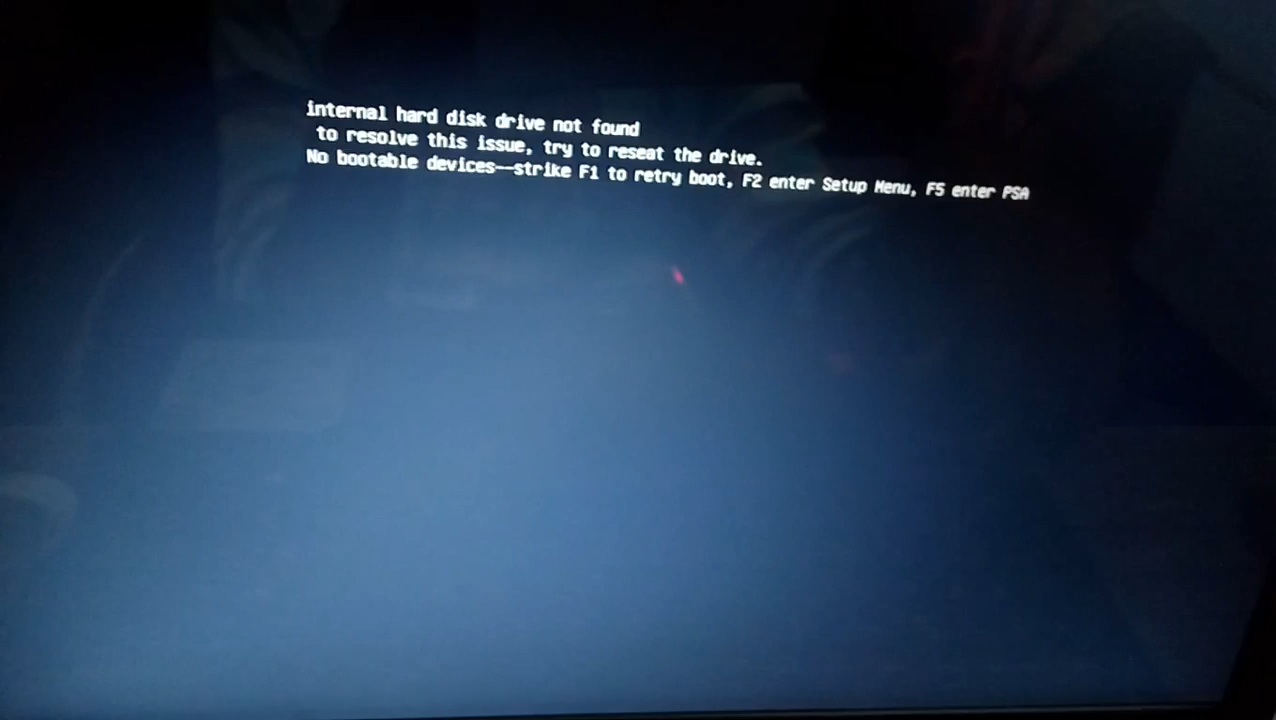 internal hard disk drive not found
to resolve this issue, try to reseat the drive.
No bootable devices--strike F1 to retry boot, F2 enter Setup Menu, F5 enter PSA